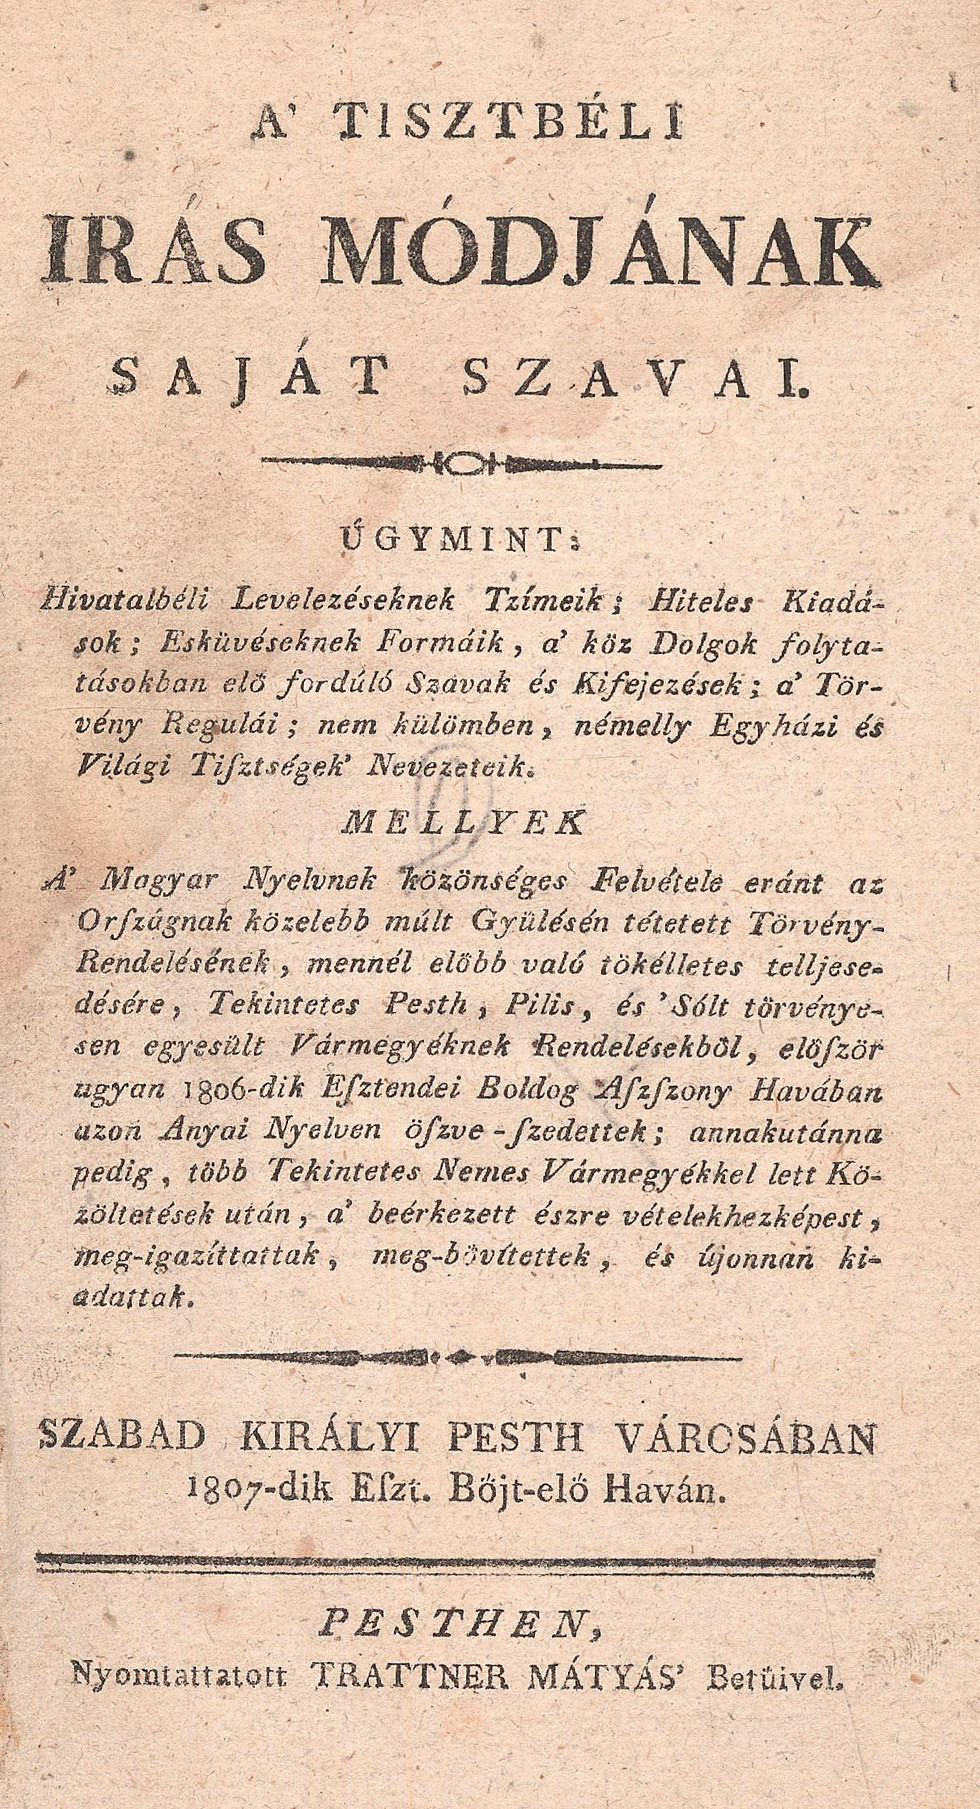 A' TISZTBÉLI
IRÁS MÓDJÁNAK
SAJÁT SZAVAI.
ÚGYMINT:
Hivatalbéli Levelezéseknek Tzímeik; Hiteles Kiadá-
sok; Esküvéseknek Formáik, a' köz Dolgok folyta-
tásokban elő fordúló Szavak és Kifejezések; a' Tör-
vény Regulái; nem külömben, némelly Egyházi és
Világi Tiſztségek' Nevezeteik.
MELLYEK
A' Magyar Nyelvnek közönséges Felvétele eránt az
Orſzágnak közelebb múlt Gyülésén tétetett Törvény-
Rendelésének, mennél előbb való tökélletes telljese-
désére, Tekintetes Pesth, Pilis, és 'Sólt törvénye-
sen egyesült Vármegyéknek Rendelésekből, előſzör
ugyan 1806-dik Eſztendei Boldog Aſzſzony Havában
azon Anyai Nyelven öſzve-ſzedettek; annakutánna
pedig, több Tekintetes Nemes Vármegyékkel lett Kö-
zöltetések után, a' beérkezett észre vételekhezképest,
meg-igazíttattak, meg-bővítettek, és újonnan ki-
adattak.
SZABAD KIRÁLYI PESTH VÁROSÁBAN
1807-dik Eſzt. Bőjt-elő Haván.
PESTHEN,
Nyomtattatott TRATTNER MÁTYÁS' Betüivel.